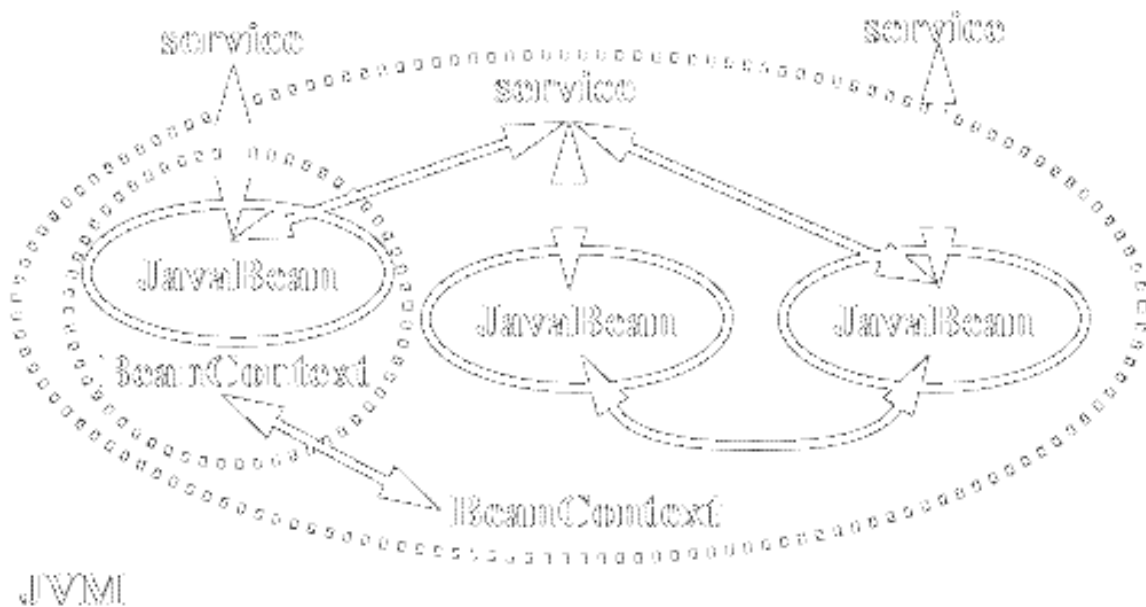 service
service
service
JavaBean
JavaBean
JavaBean
BeanContext
BeanContext
JVM